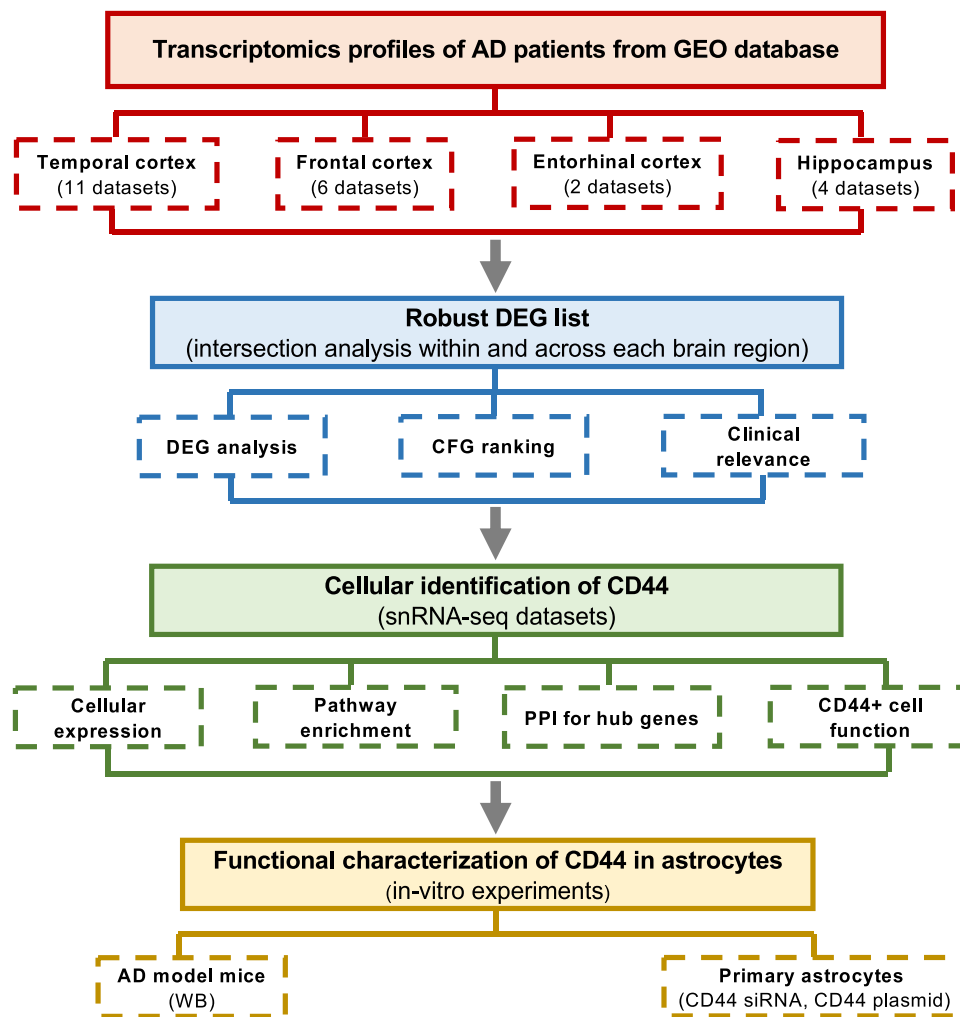 Transcriptomics profiles of AD patients from GEO database
Temporal cortex
(11 datasets)
Frontal cortex
(6 datasets)
Entorhinal cortex
(2 datasets)
Hippocampus
(4 datasets)
Robust DEG list
(intersection analysis within and across each brain region)
DEG analysis
CFG ranking
Clinical
relevance
Cellular identification of CD44
(snRNA-seq datasets)
Cellular
expression
Pathway
enrichment
PPI for hub genes
CD44+ cell
function
Functional characterization of CD44 in astrocytes
(in-vitro experiments)
AD model mice
(WB)
Primary astrocytes
(CD44 siRNA, CD44 plasmid)